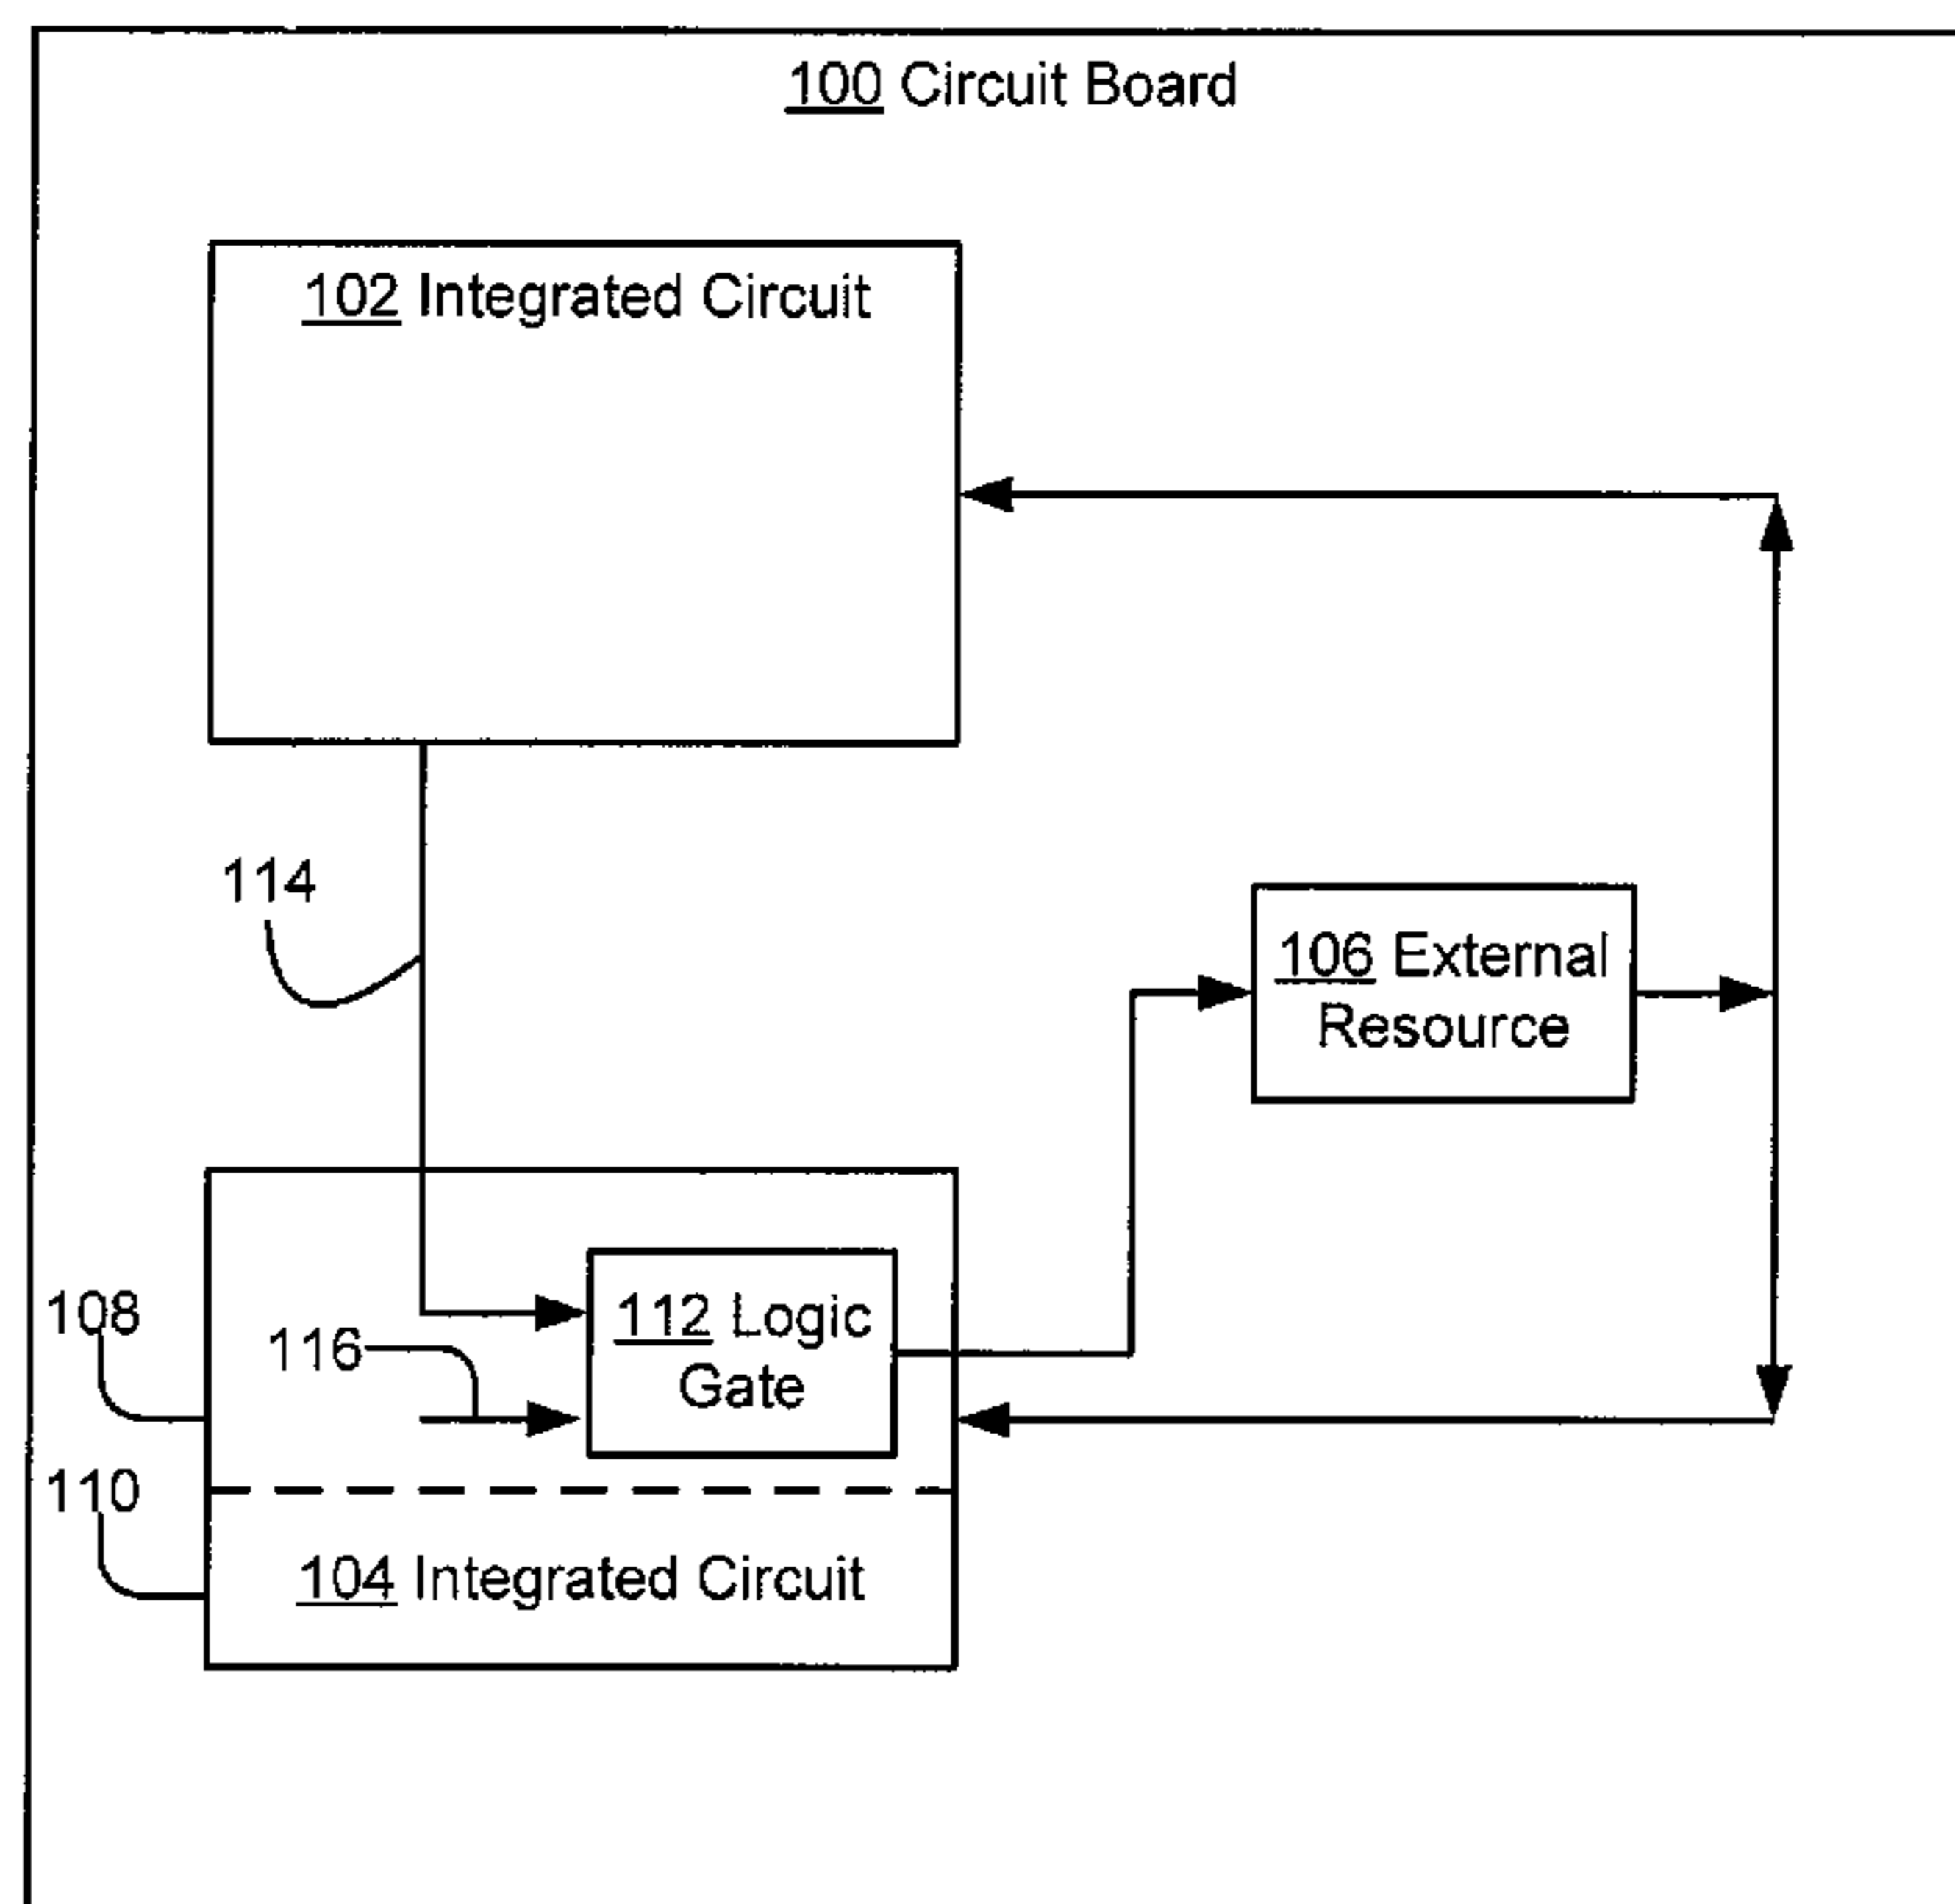 100 Circuit Board
102 Integrated Circuit
114
106 External
Resource
108
116
112 Logic
Gate
110
104 Integrated Circuit